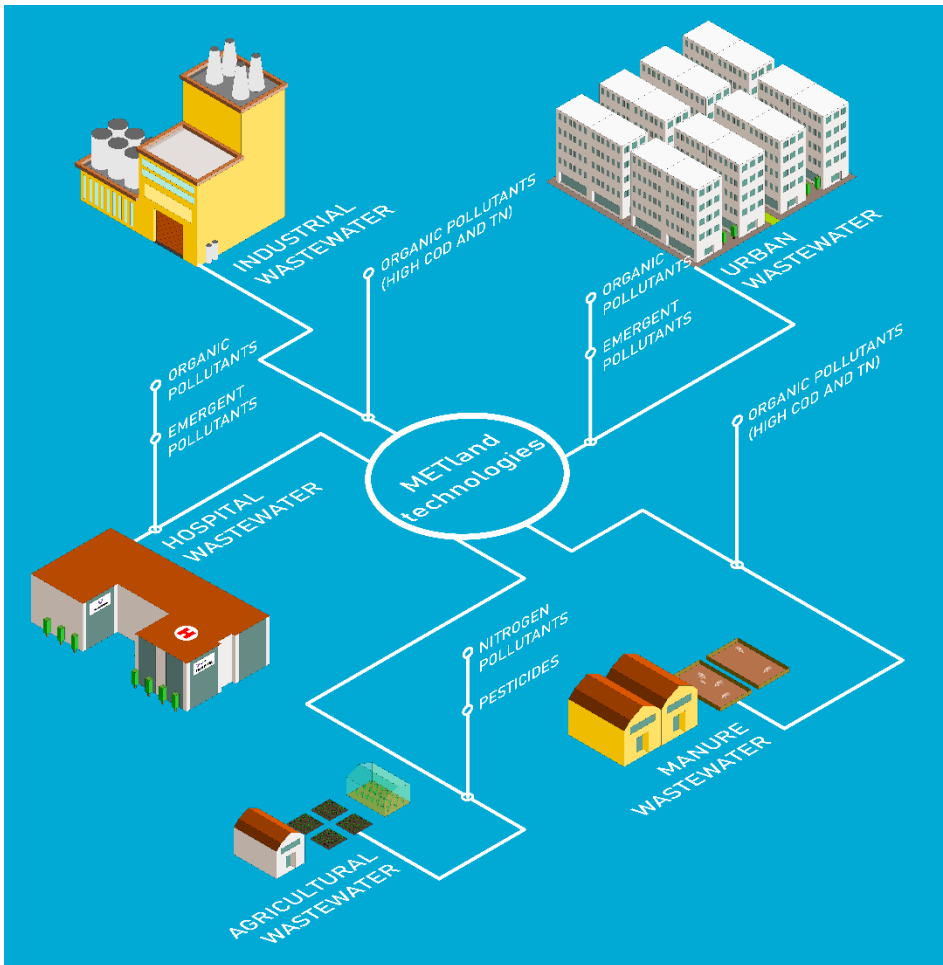 INDUSTRIAL
WASTEWATER
ORGANIC POLLUTANTS
(HIGH COD AND TN)
URBAN
WASTEWATER
ORGANIC
POLLUTANTS
EMERGENT
POLLUTANTS
ORGANIC
POLLUTANTS
EMERGENT
POLLUTANTS
ORGANIC POLLUTANTS
(HIGH COD AND TN)
METland
technologies
HOSPITAL
WASTEWATER
H
NITROGEN
POLLUTANTS
PESTICIDES
MANURE
WASTEWATER
AGRICULTURAL
WASTEWATER